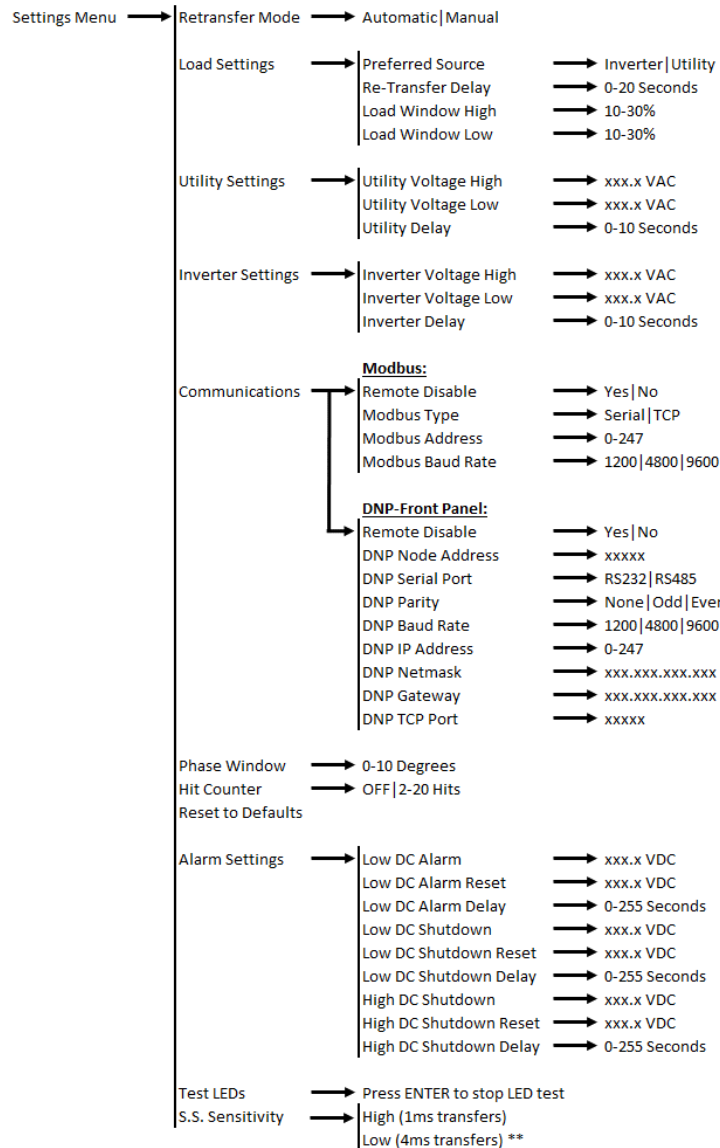 Settings Menu Retransfer Mode Automatic|Manual
Load Settings Preferred Source Inverter|Utility
Re-Transfer Delay 0-20 Seconds
Load Window High 10-30%
Load Window Low 10-30%
Utility Settings Utility Voltage High xxx.x VAC
Utility Voltage Low xxx.x VAC
Utility Delay 0-10 Seconds
Inverter Settings Inverter Voltage High xxx.x VAC
Inverter Voltage Low xxx.x VAC
Inverter Delay 0-10 Seconds
Modbus:
Communications Remote Disable Yes|No
Modbus Type Serial|TCP
Modbus Address 0-247
Modbus Baud Rate 1200|4800|9600
DNP-Front Panel:
Remote Disable Yes|No
DNP Node Address xxxxx
DNP Serial Port RS232|RS485
DNP Parity None|Odd|Ever
DNP Baud Rate 1200|4800|9600
DNP IP Address 0-247
DNP Netmask xxx.xxx.xxx.xxx
DNP Gateway xxx.xxx.xxx.xxx
DNP TCP Port xxxxx
Phase Window 0-10 Degrees
Hit Counter OFF|2-20 Hits
Reset to Defaults
Alarm Settings Low DC Alarm xxx.x VDC
Low DC Alarm Reset xxx.x VDC
Low DC Alarm Delay 0-255 Seconds
Low DC Shutdown xxx.x VDC
Low DC Shutdown Reset xxx.x VDC
Low DC Shutdown Delay 0-255 Seconds
High DC Shutdown xxx.x VDC
High DC Shutdown Reset xxx.x VDC
High DC Shutdown Delay 0-255 Seconds
Test LEDs Press ENTER to stop LED test
S.S. Sensitivity High (1ms transfers)
Low (4ms transfers) **